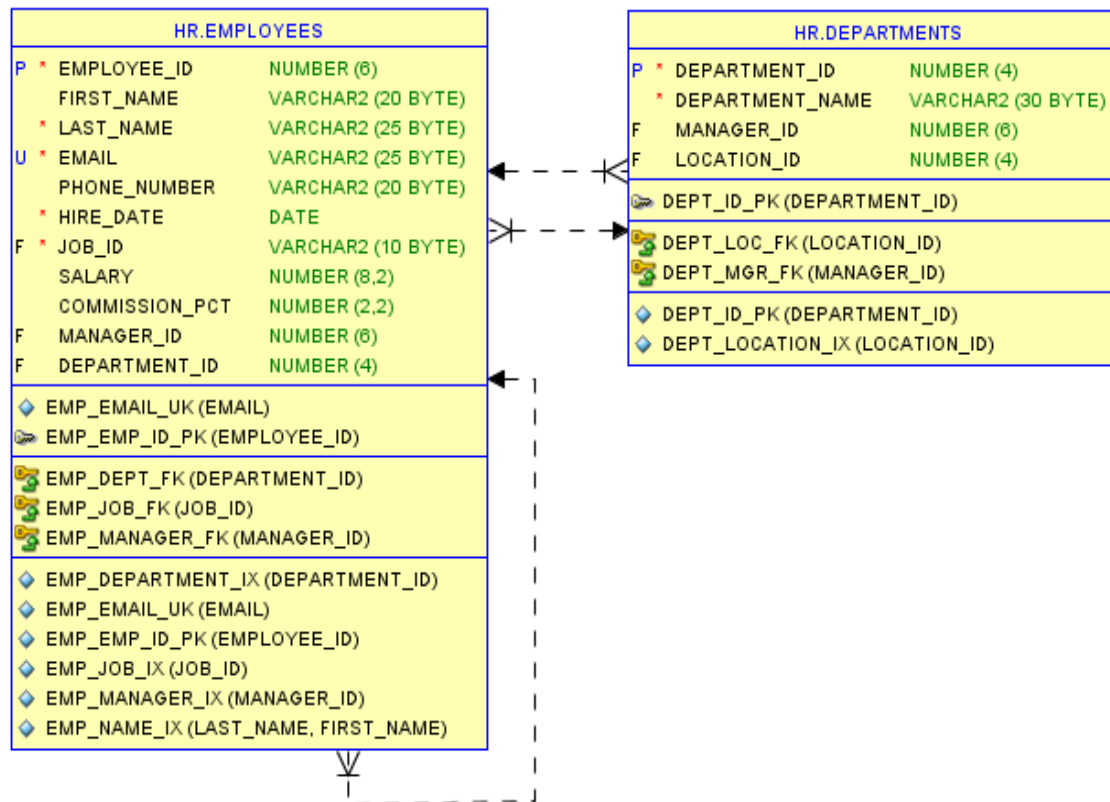 HR.EMPLOYEES
P * EMPLOYEE_ID NUMBER (6)
FIRST_NAME VARCHAR2 (20 BYTE)
* LAST_NAME VARCHAR2 (25 BYTE)
U * EMAIL VARCHAR2 (25 BYTE)
PHONE_NUMBER VARCHAR2 (20 BYTE)
* HIRE_DATE DATE
F * JOB_ID VARCHAR2 (10 BYTE)
SALARY NUMBER (8,2)
COMMISSION_PCT NUMBER (2,2)
F MANAGER_ID NUMBER (6)
F DEPARTMENT_ID NUMBER (4)
EMP_EMAIL_UK (EMAIL)
EMP_EMP_ID_PK (EMPLOYEE_ID)
EMP_DEPT_FK (DEPARTMENT_ID)
EMP_JOB_FK (JOB_ID)
EMP_MANAGER_FK (MANAGER_ID)
EMP_DEPARTMENT_IX (DEPARTMENT_ID)
EMP_EMAIL_UK (EMAIL)
EMP_EMP_ID_PK (EMPLOYEE_ID)
EMP_JOB_IX (JOB_ID)
EMP_MANAGER_IX (MANAGER_ID)
EMP_NAME_IX (LAST_NAME, FIRST_NAME)
HR.DEPARTMENTS
P * DEPARTMENT_ID NUMBER (4)
* DEPARTMENT_NAME VARCHAR2 (30 BYTE)
F MANAGER_ID NUMBER (6)
F LOCATION_ID NUMBER (4)
DEPT_ID_PK (DEPARTMENT_ID)
DEPT_LOC_FK (LOCATION_ID)
DEPT_MGR_FK (MANAGER_ID)
DEPT_ID_PK (DEPARTMENT_ID)
DEPT_LOCATION_IX (LOCATION_ID)